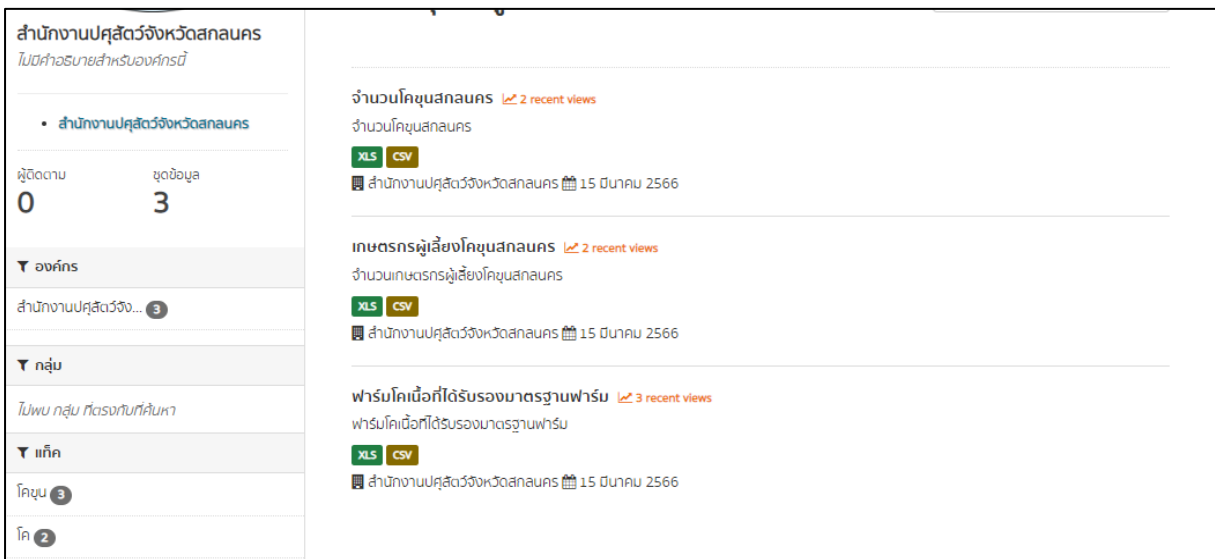 สำนักงานปศุสัตว์จังหวัดสกลนคร
ไม่มีคำอธิบายสำหรับองค์กรนี้
สำนักงานปศุสัตว์จังหวัดสกลนคร
ผู้ติดตาม ชุดข้อมูล
0 3
องค์กร
สำนักงานปศุสัตว์จัง... 3
กลุ่ม
ไม่พบ กลุ่ม ที่ตรงกับที่ค้นหา
แท็ค
โคขุน 3
โค 2
จำนวนโคขุนสกลนคร 2 recent views
จำนวนโคขุนสกลนคร
XLS CSV
สำนักงานปศุสัตว์จังหวัดสกลนคร 15 มีนาคม 2566
เกษตรกรผู้เลี้ยงโคขุนสกลนคร 2 recent views
จำนวนเกษตรกรผู้เลี้ยงโคขุนสกลนคร
XLS CSV
สำนักงานปศุสัตว์จังหวัดสกลนคร 15 มีนาคม 2566
ฟาร์มโคเนื้อที่ได้รับรองมาตรฐานฟาร์ม 3 recent views
ฟาร์มโคเนื้อที่ได้รับรองมาตรฐานฟาร์ม
XLS CSV
สำนักงานปศุสัตว์จังหวัดสกลนคร 15 มีนาคม 2566